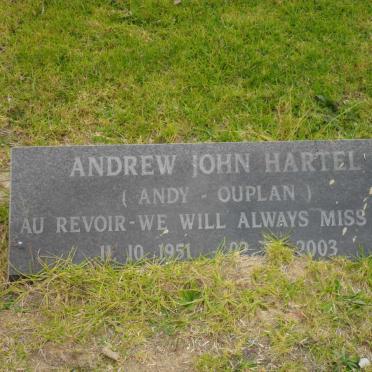 ANDREW JOHN HARTEL
( ANDY - OUPLAN )
AU REVOIR-WE WILL ALWAYS MISS
11 10 1951 02 2003